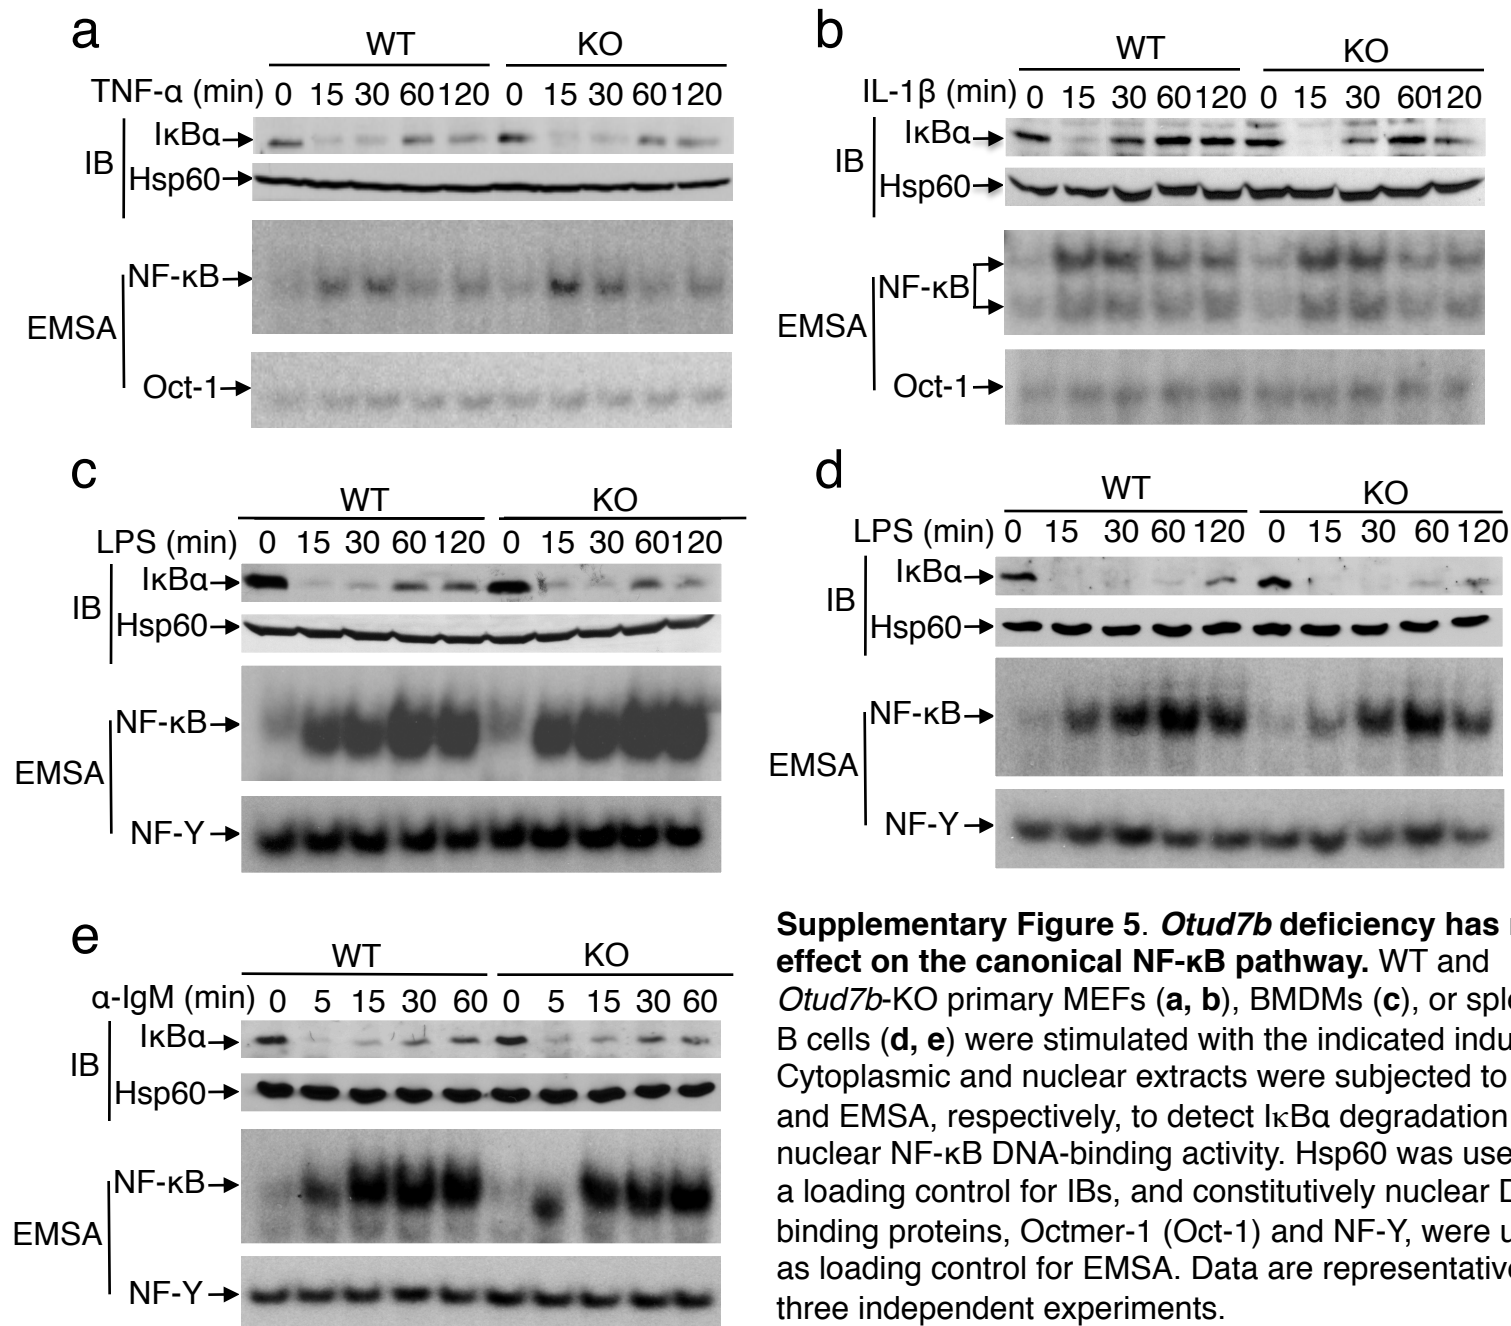 a
WT KO
TNF-α (min) 0 15 30 60 120 0 15 30 60 120
IκBα
IB
Hsp60
NF-κB
EMSA
Oct-1
b
WT KO
IL-1β (min) 0 15 30 60 120 0 15 30 60 120
IκBα
IB
Hsp60
NF-κB
EMSA
Oct-1
c
WT KO
LPS (min) 0 15 30 60 120 0 15 30 60 120
IκBα
IB
Hsp60
NF-κB
EMSA
NF-Y
d
WT KO
LPS (min) 0 15 30 60 120 0 15 30 60 120
IκBα
IB
Hsp60
NF-κB
EMSA
NF-Y
e
WT KO
α-IgM (min) 0 5 15 30 60 0 5 15 30 60
IκBα
IB
Hsp60
NF-κB
EMSA
NF-Y
Supplementary Figure 5. Otud7b deficiency has
effect on the canonical NF-κB pathway. WT and
Otud7b-KO primary MEFs (a, b), BMDMs (c), or
B cells (d, e) were stimulated with the indicated
Cytoplasmic and nuclear extracts were subjected to
and EMSA, respectively, to detect IκBα degradation
nuclear NF-κB DNA-binding activity. Hsp60 was
a loading control for IBs, and constitutively nuclear
binding proteins, Octmer-1 (Oct-1) and NF-Y, were
as loading control for EMSA. Data are
three independent experiments.